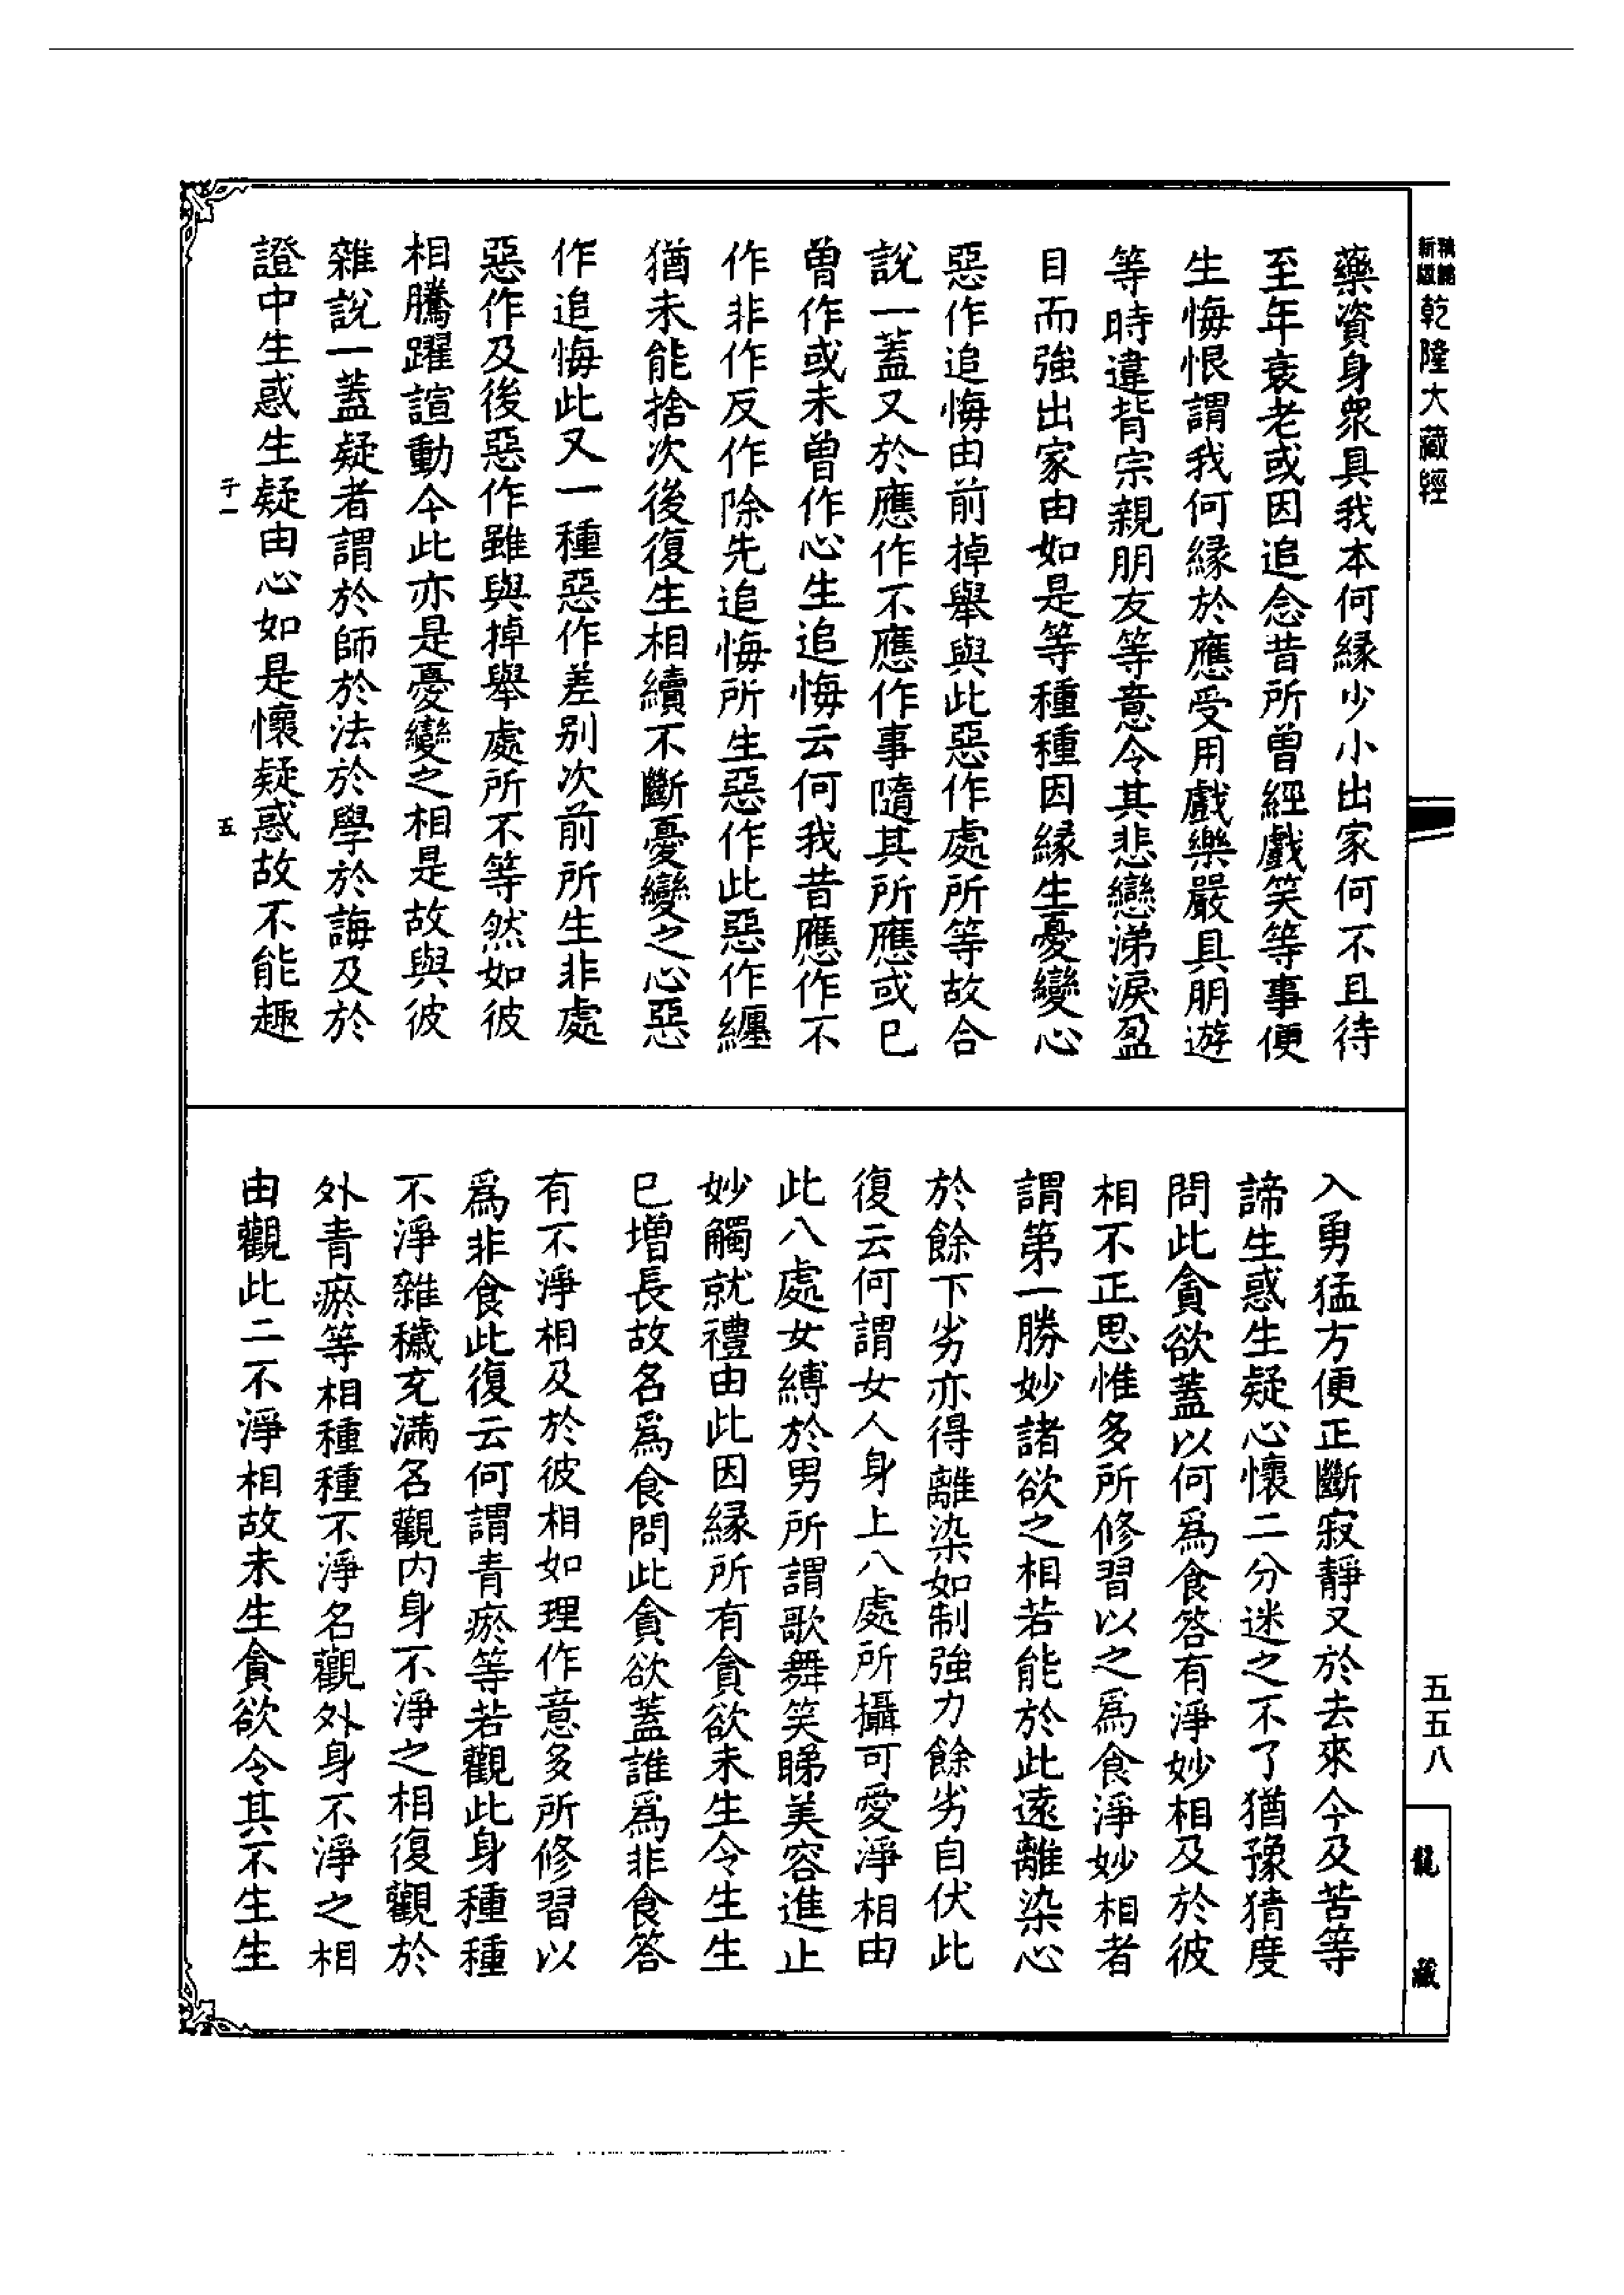 乾隆大藏經
藥資身衆具我本何緣少小出家何不且待
至年衰老或因追念昔所曾經戲笑等事便
生悔恨謂我何緣於應受用戲樂嚴具朋遊
等時違背宗親朋友等意令其悲戀涕淚盈
目而強出家由如是等種種因緣生憂變心
惡作追悔由前掉舉與此惡作處所等故合
說一蓋又於應作不應作事隨其所應或已
曾作或未曾作心生追悔云何我昔應作不
作非作反作除先追悔所生惡作此惡作纏
猶未能捨次後復生相續不斷憂變之心惡
作追悔此又一種惡作差別次前所生非處
惡作及後惡作雖與掉舉處所不等然如彼
相騰躍諠動今此亦是憂變之相是故與彼
雜說一蓋疑者謂於師於法於學於誨及於
證中生惑生疑由心如是懷疑惑故不能趣
五
入勇猛方便正斷寂靜又於去來今及苦等
諦生惑生疑心懷二分迷之不了猶豫猜度
問此貪欲蓋以何爲食答有淨妙相及於彼
相不正思惟多所修習以之爲食淨妙相者
謂第一勝妙諸欲之相若能於此遠離染心
於餘下劣亦得離染如制強力餘劣自伏此
復云何謂女人身上八處所攝可愛淨相由
此八處女縛於男所謂歌舞笑睇美容進止
妙觸就禮由此因緣所有貪欲未生令生生
已增長故名爲食問此貪欲蓋誰爲非食答
有不淨相及於彼相如理作意多所修習以
爲非食此復云何謂青瘀等若觀此身種種
不淨雜穢充滿名觀內身不淨之相復觀於
外青瘀等相種種不淨名觀外身不淨之相
由觀此二不淨相故未生貪欲令其不生生
五五八
龍藏